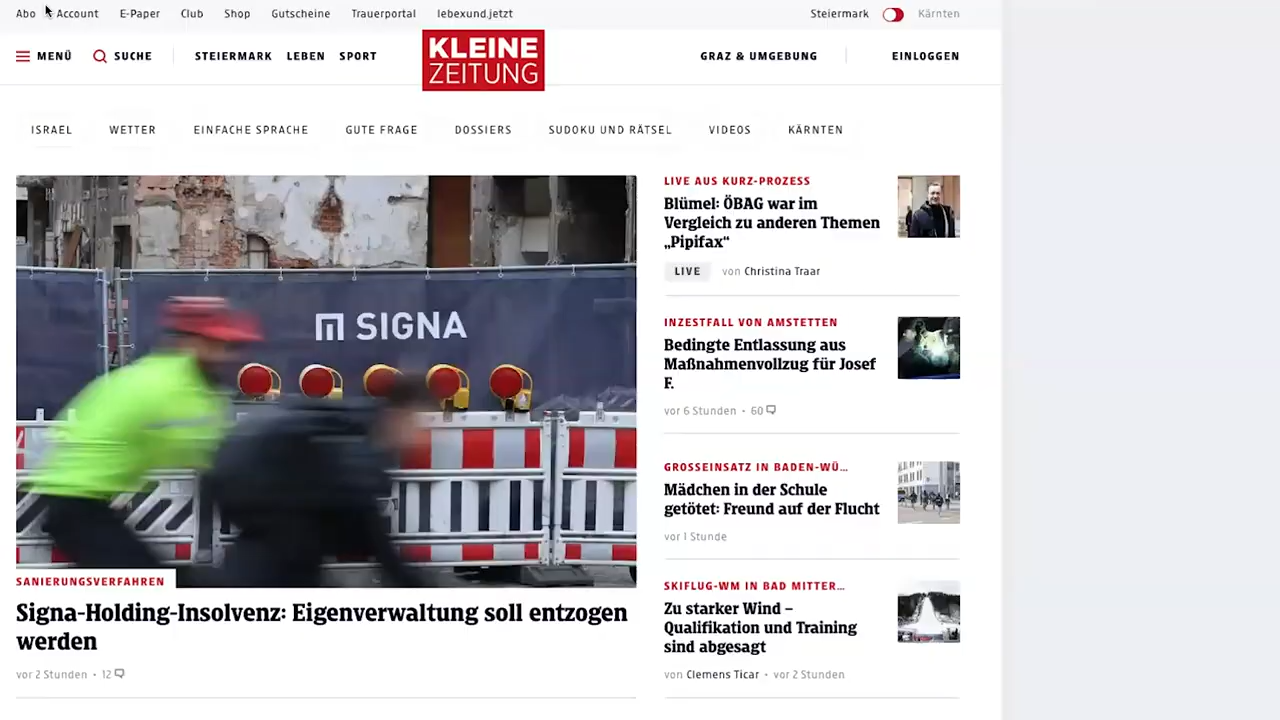 Abo Account E-Paper Club Shop Gutscheine Trauerportal lebexund.jetzt Steiermark Kärnten
MENÜ SUCHE STEIERMARK LEBEN SPORT KLEINE ZEITUNG GRAZ & UMGEBUNG EINLOGGEN
ISRAEL WETTER EINFACHE SPRACHE GUTE FRAGE DOSSIERS SUDOKU UND RÄTSEL VIDEOS KÄRNTEN
SIGNA
SANIERUNGSVERFAHREN
Signa-Holding-Insolvenz: Eigenverwaltung soll entzogen
werden
vor 2 Stunden • 12
LIVE AUS KURZ-PROZESS
Blümel: ÖBAG war im
Vergleich zu anderen Themen
„Pipifax“
LIVE von Christina Traar
INZESTFALL VON AMSTETTEN
Bedingte Entlassung aus
Maßnahmenvollzug für Josef
F.
vor 6 Stunden • 60
GROSSEINSATZ IN BADEN-WÜ…
Mädchen in der Schule
getötet: Freund auf der Flucht
vor 1 Stunde
SKIFLUG-WM IN BAD MITTER…
Zu starker Wind –
Qualifikation und Training
sind abgesagt
von Clemens Ticar • vor 2 Stunden